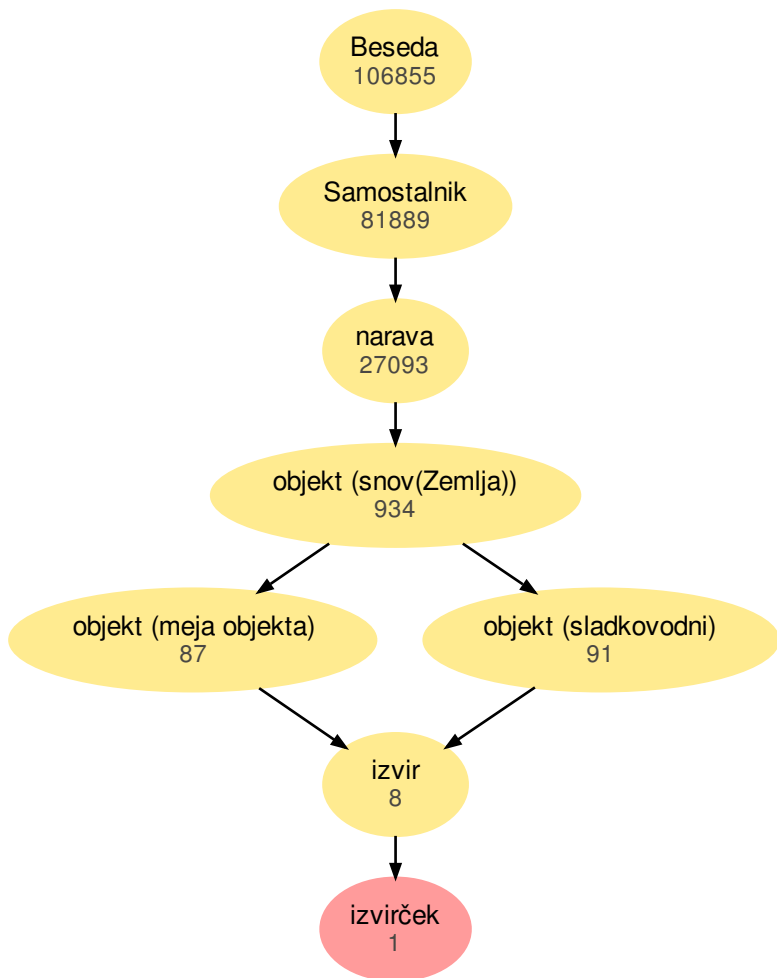 Beseda
106855
Samostalnik
81889
narava
27093
objekt (snov(Zemlja))
934
objekt (meja objekta)
87
objekt (sladkovodni)
91
izvir
8
izvirček
1